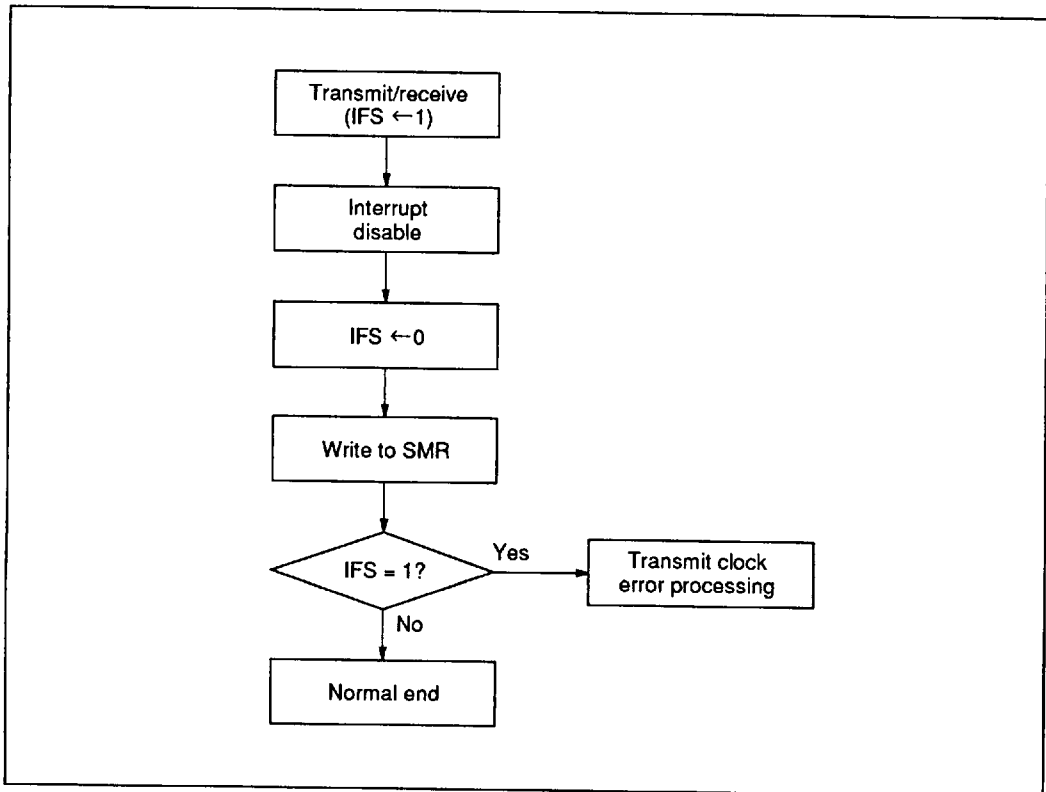 Transmit/receive
(IFS ←1)
Interrupt
disable
IFS ←0
Write to SMR
IFS = 1?
Yes
Transmit clock
error processing
No
Normal end